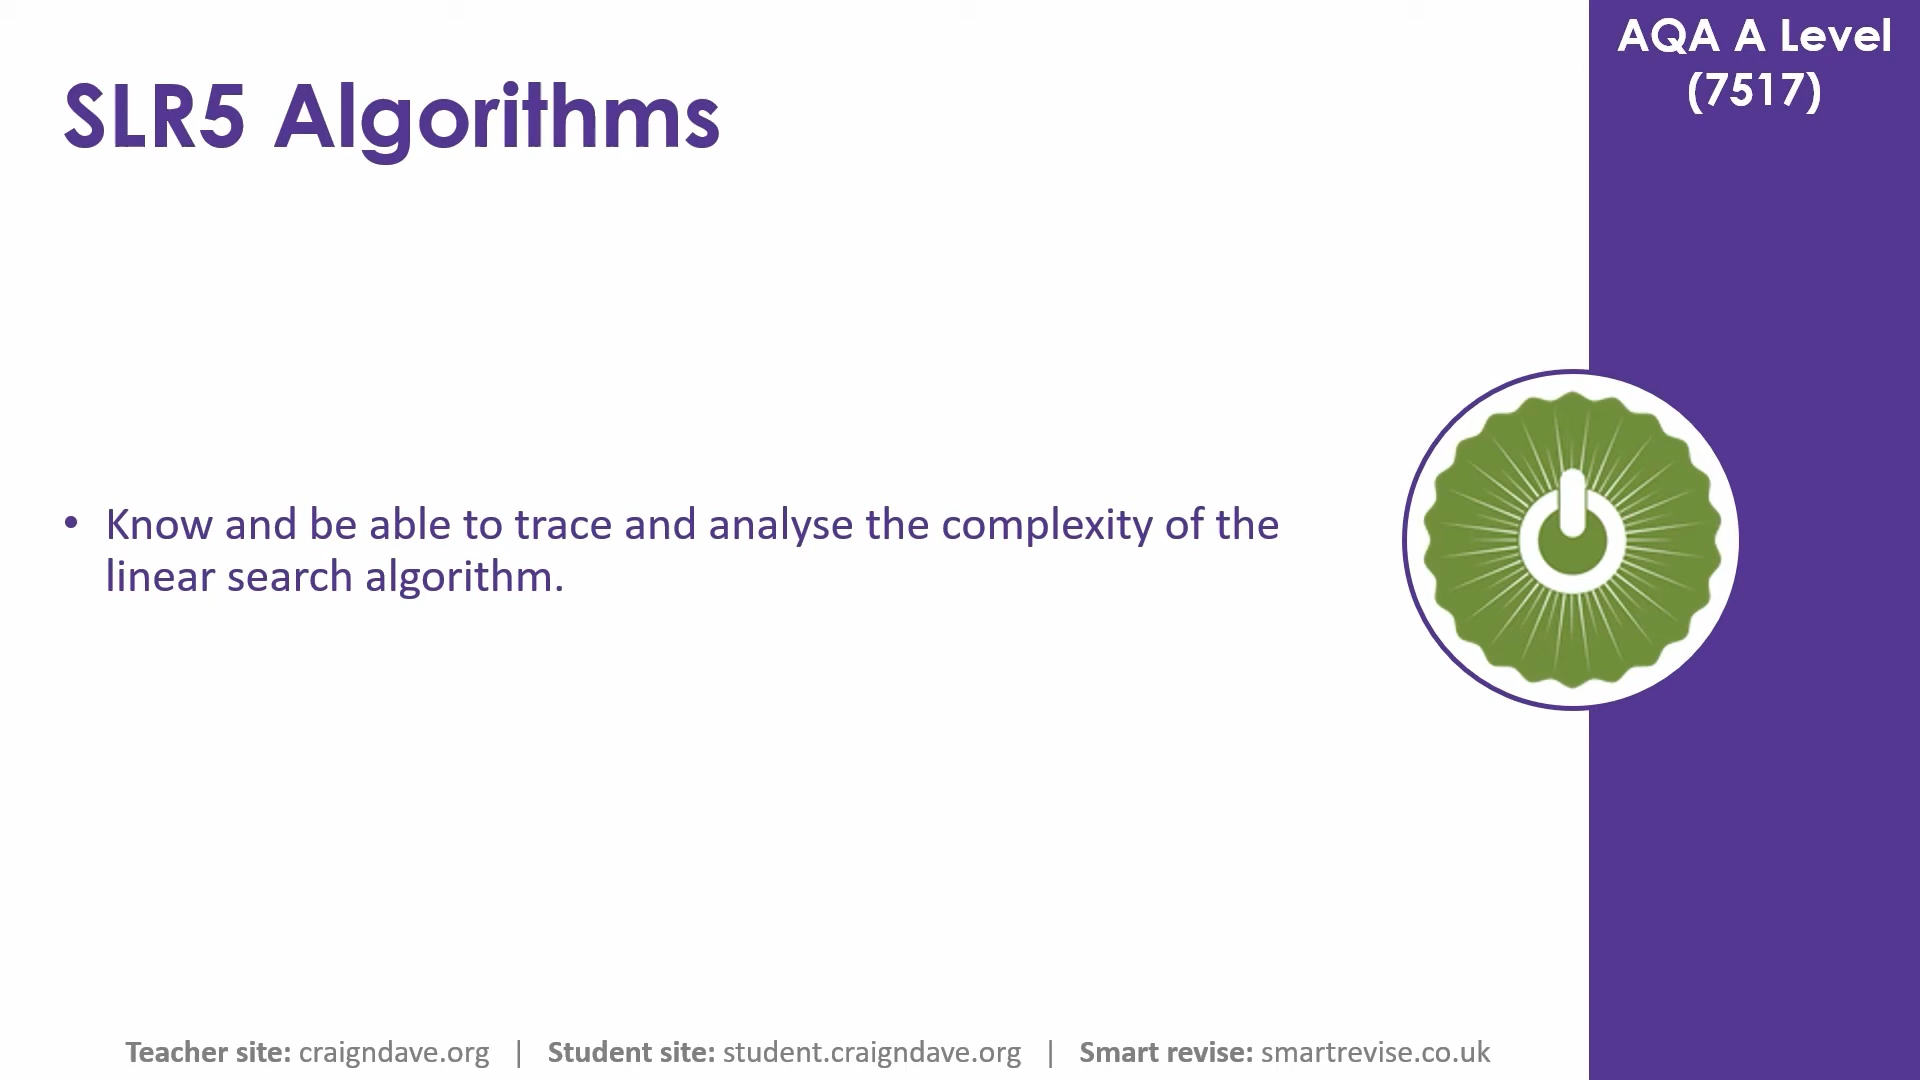 AQA A Level
(7517)
SLR5 Algorithms
• Know and be able to trace and analyse the complexity of the
linear search algorithm.
Teacher site: craigndave.org | Student site: student.craigndave.org | Smart revise: smartrevise.co.uk